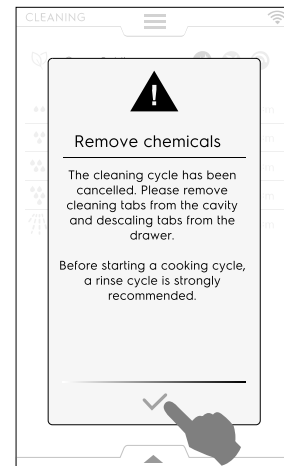 CLEANING
Remove chemicals
The cleaning cycle has been
cancelled. Please remove
cleaning tabs from the cavity
and descaling tabs from the
drawer.
Before starting a cooking cycle,
a rinse cycle is strongly
recommended.